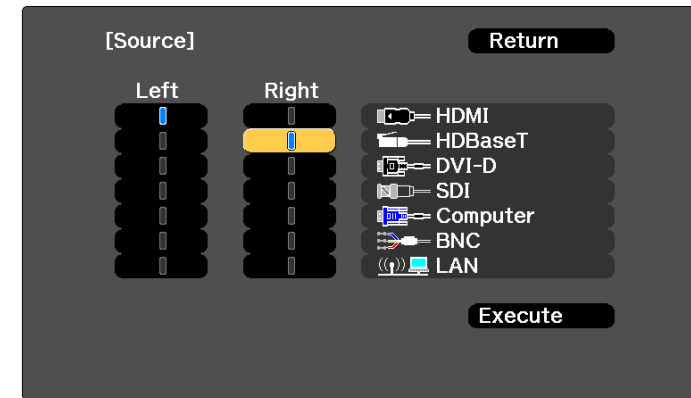 [Source] Return
Left Right
HDMI
HDBaseT
DVI-D
SDI
Computer
BNC
LAN
Execute